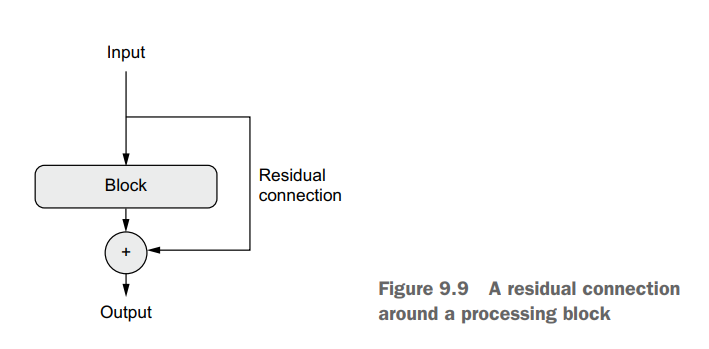 Input
Block
Residual
connection
+
Output
Figure 9.9 A residual connection
around a processing block